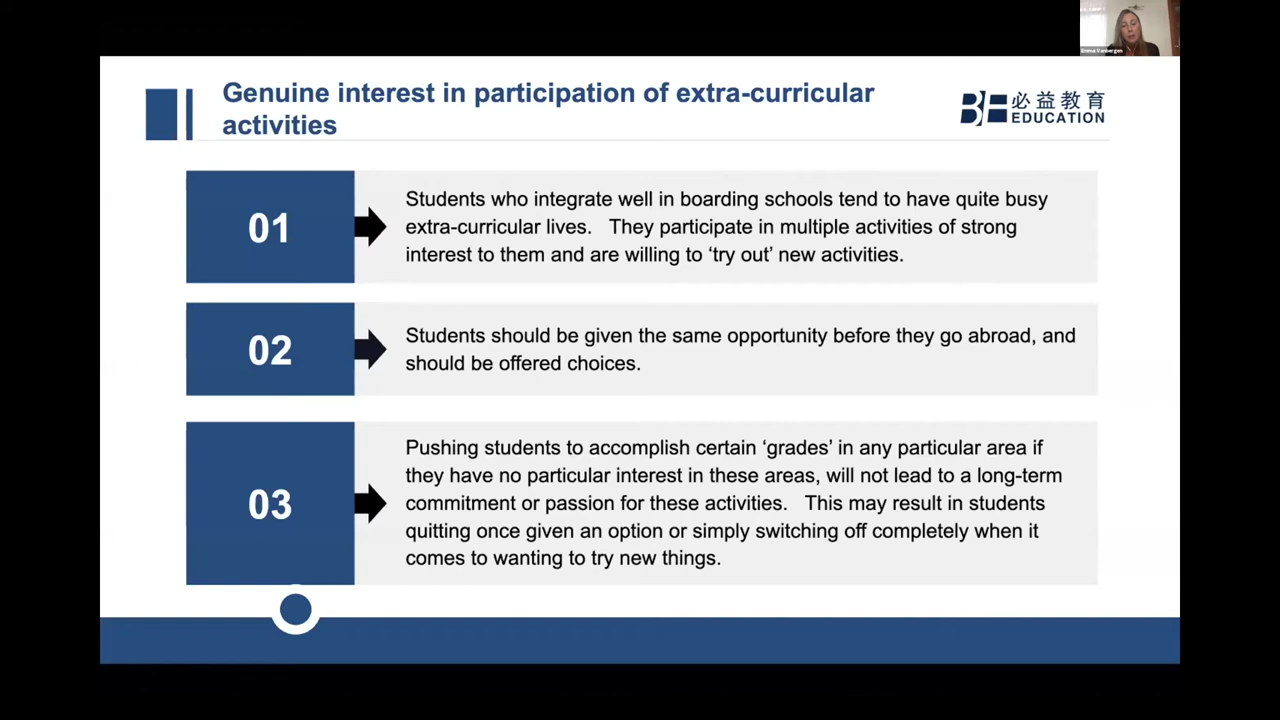 Emma Vanbergen
Genuine interest in participation of extra-curricular
activities
BE 必益教育
EDUCATION
01
Students who integrate well in boarding schools tend to have quite busy
extra-curricular lives. They participate in multiple activities of strong
interest to them and are willing to ‘try out’ new activities.
02
Students should be given the same opportunity before they go abroad, and
should be offered choices.
03
Pushing students to accomplish certain ‘grades’ in any particular area if
they have no particular interest in these areas, will not lead to a long-term
commitment or passion for these activities. This may result in students
quitting once given an option or simply switching off completely when it
comes to wanting to try new things.